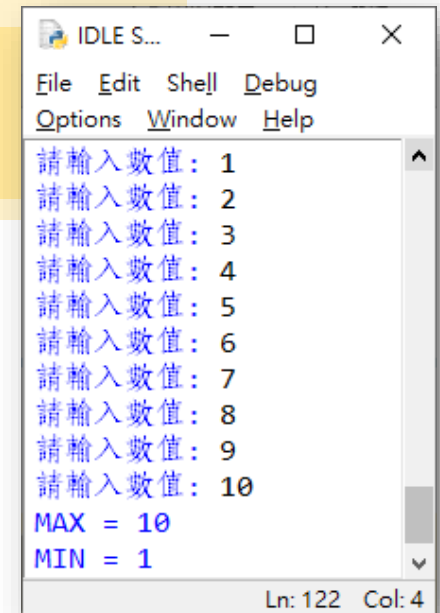 IDLE S...
File Edit Shell Debug
Options Window Help
請輸入數值: 1
請輸入數值: 2
請輸入數值: 3
請輸入數值: 4
請輸入數值: 5
請輸入數值: 6
請輸入數值: 7
請輸入數值: 8
請輸入數值: 9
請輸入數值: 10
MAX = 10
MIN = 1
Ln: 122 Col: 4